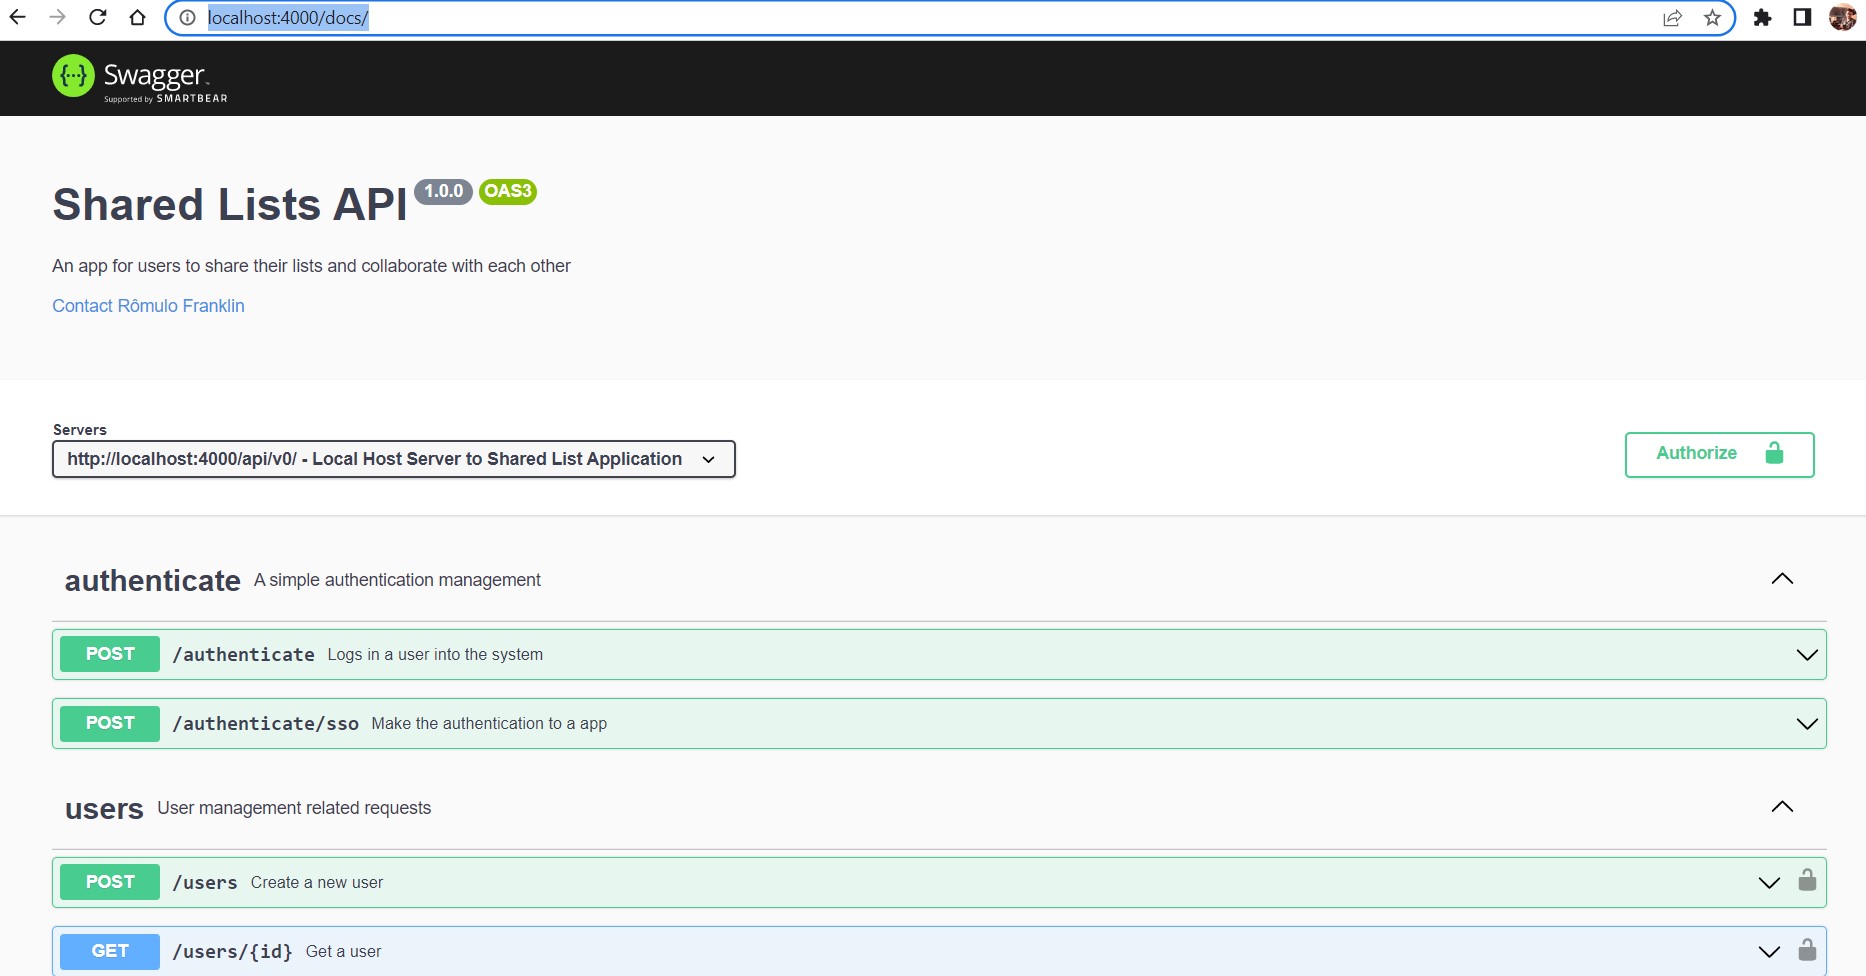 localhost:4000/docs/
{···} Swagger
Supported by SMARTBEAR
Shared Lists API 1.0.0 OAS3
An app for users to share their lists and collaborate with each other
Contact Rômulo Franklin
Servers
http://localhost:4000/api/v0/ - Local Host Server to Shared List Application
Authorize
authenticate A simple authentication management
POST /authenticate Logs in a user into the system
POST /authenticate/sso Make the authentication to a app
users User management related requests
POST /users Create a new user
GET /users/{id} Get a user